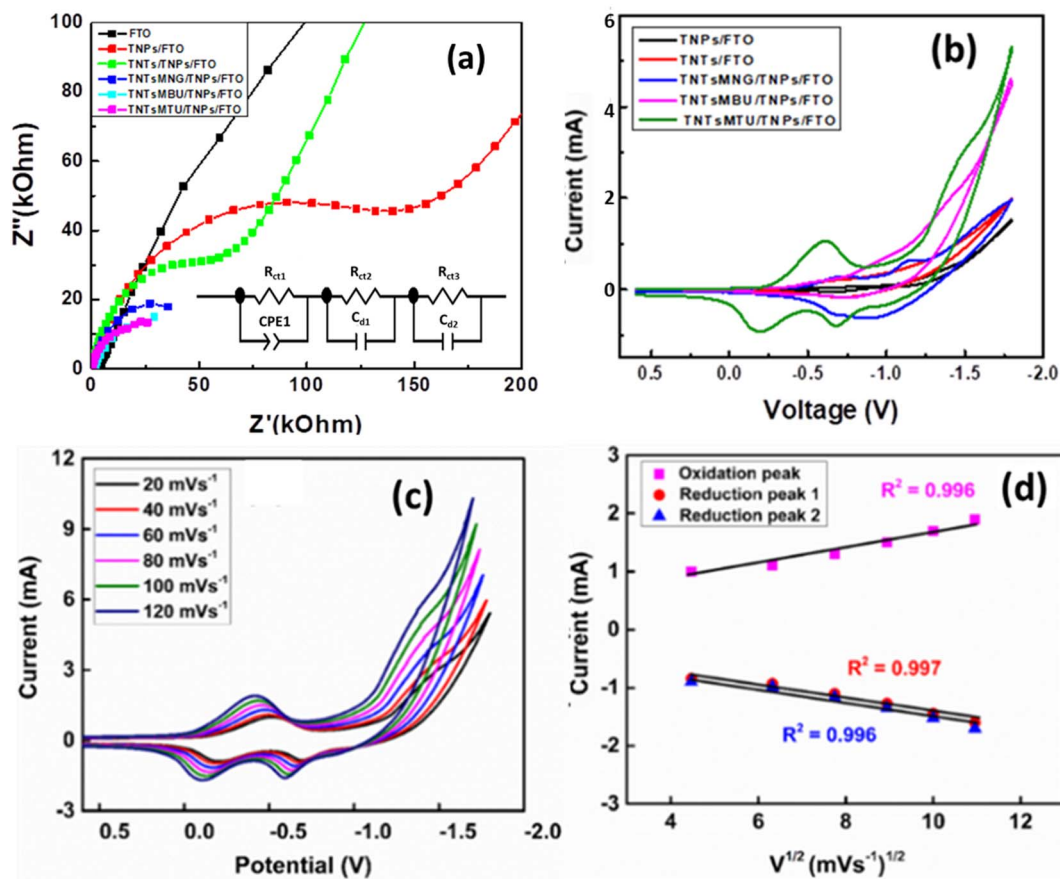 (a)
FTO
TNPs/FTO
TNTs/TNPs/FTO
TNTsMNG/TNPs/FTO
TNTsMBU/TNPs/FTO
TNTsMTU/TNPs/FTO
100
80
60
40
20
0
Z''(kOhm)
Rct1
Rct2
Rct3
CPE1
Cd1
Cd2
0 50 100 150 200
Z'(kOhm)
(b)
TNPs/FTO
TNTs/FTO
TNTsMNG/TNPs/FTO
TNTsMBU/TNPs/FTO
TNTsMTU/TNPs/FTO
6
4
2
0
Current (mA)
0.5 0.0 -0.5 -1.0 -1.5 -2.0
Voltage (V)
(c)
20 mVs-1
40 mVs-1
60 mVs-1
80 mVs-1
100 mVs-1
120 mVs-1
12
9
6
3
0
-3
Current (mA)
0.5 0.0 -0.5 -1.0 -1.5 -2.0
Potential (V)
(d)
Oxidation peak
Reduction peak 1
Reduction peak 2
R2 = 0.996
R2 = 0.997
R2 = 0.996
3
2
1
0
-1
-2
-3
Current (mA)
4 6 8 10 12
V1/2 (mVs-1)1/2